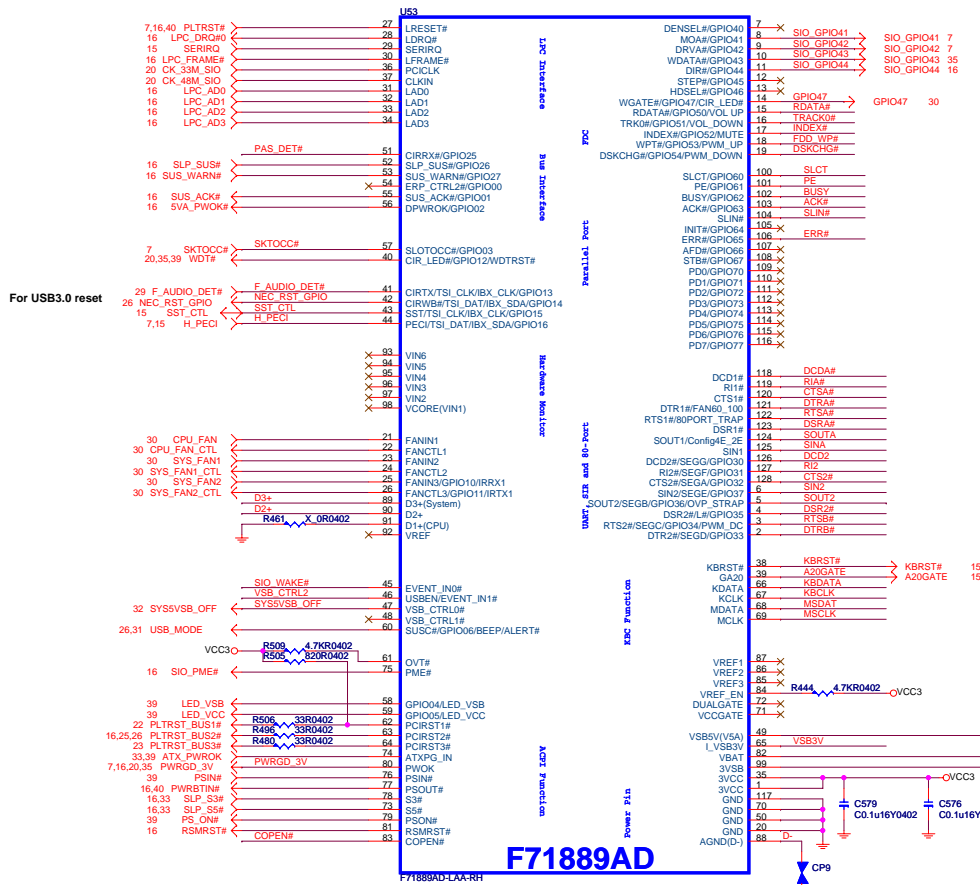 U53
7,16,40 PLTRST# 27 LRESET#
16 LPC_DRQ#0 28 LDRQ#
15 SERIRQ 29 SERIRQ
16 LPC_FRAME# 30 LFRAME#
20 CK_33M_SIO 36 PCICLK
20 CK_48M_SIO 37 CLKIN
16 LPC_AD0 31 LAD0
16 LPC_AD1 32 LAD1
16 LPC_AD2 33 LAD2
16 LPC_AD3 34 LAD3
LPC Interface
PAS_DET# 51 CIRRX#/GPIO25
16 SLP_SUS# 52 SLP_SUS#/GPIO26
16 SUS_WARN# 53 SUS_WARN#/GPIO27
54 ERP_CTRL2#/GPIO00
16 SUS_ACK# 55 SUS_ACK#/GPIO01
16 5VA_PWOK# 56 DPWROK/GPIO02
Bus Interface
7 SKTOCC# SKTOCC# 57 SLOTOCC#/GPIO03
20,35,39 WDT# 40 CIR_LED#/GPIO12/WDTRST#
For USB3.0 reset
29 F_AUDIO_DET# F_AUDIO_DET# 41 CIRTX/TSI_CLK/IBX_CLK/GPIO13
26 NEC_RST_GPIO NEC_RST_GPIO 42 CIRWB#/TSI_DAT/IBX_SDA/GPIO14
15 SST_CTL SST_CTL 43 SST/TSI_CLK/IBX_CLK/GPIO15
7,15 H_PECI H_PECI 44 PECI/TSI_DAT/IBX_SDA/GPIO16
93 VIN6
94 VIN5
95 VIN4
96 VIN3
97 VIN2
98 VCORE(VIN1)
Hardware Monitor
30 CPU_FAN 21 FANIN1
30 CPU_FAN_CTL 22 FANCTL1
30 SYS_FAN1 23 FANIN2
30 SYS_FAN1_CTL 24 FANCTL2
30 SYS_FAN2 25 FANIN3/GPIO10/IRRX1
30 SYS_FAN2_CTL 26 FANCTL3/GPIO11/IRTX1
D3+ 89 D3+(System)
D2+ 90 D2+
R461 X_0R0402 91 D1+(CPU)
92 VREF
SIO_WAKE# 45 EVENT_IN0#
VSB_CTRL2 46 USBEN/EVENT_IN1#
32 SYS5VSB_OFF SYS5VSB_OFF 47 VSB_CTRL0#
48 VSB_CTRL1#
26,31 USB_MODE 60 SUSC#/GPIO06/BEEP/ALERT#
VCC3 R509 4.7KR0402 61 OVT#
R505 820R0402
16 SIO_PME# 75 PME#
39 LED_VSB 58 GPIO04/LED_VSB
39 LED_VCC 59 GPIO05/LED_VCC
22 PLTRST_BUS1# R506 33R0402 62 PCIRST1#
16,25,26 PLTRST_BUS2# R496 33R0402 63 PCIRST2#
23 PLTRST_BUS3# R480 33R0402 64 PCIRST3#
33,39 ATX_PWROK 74 ATXPG_IN
7,16,20,35 PWRGD_3V PWRGD_3V 80 PWOK
39 PSIN# 76 PSIN#
16,40 PWRBTIN# 77 PSOUT#
16,33 SLP_S3# 78 S3#
16,33 SLP_S5# 73 S5#
39 PS_ON# 79 PSON#
16 RSMRST# 81 RSMRST#
COPEN# 83 COPEN#
ACPI Function
DENSEL#/GPIO40 7
MOA#/GPIO41 8 SIO_GPIO41 SIO_GPIO41 7
DRVA#/GPIO42 9 SIO_GPIO42 SIO_GPIO42 7
WDATA#/GPIO43 10 SIO_GPIO43 SIO_GPIO43 35
DIR#/GPIO44 11 SIO_GPIO44 SIO_GPIO44 16
STEP#/GPIO45 12
HDSEL#/GPIO46 13
WGATE#/GPIO47/CIR_LED# 14 GPIO47 GPIO47 30
RDATA#/GPIO50/VOL_UP 15 RDATA#
TRK0#/GPIO51/VOL_DOWN 16 TRACK0#
INDEX#/GPIO52/MUTE 17 INDEX#
WPT#/GPIO53/PWM_UP 18 FDD_WP#
DSKCHG#/GPIO54/PWM_DOWN 19 DSKCHG#
FDC
SLCT/GPIO60 100 SLCT
PE/GPIO61 101 PE
BUSY/GPIO62 102 BUSY
ACK#/GPIO63 103 ACK#
SLIN# 104 SLIN#
INIT#/GPIO64 105
ERR#/GPIO65 106 ERR#
AFD#/GPIO66 107
STB#/GPIO67 108
PD0/GPIO70 109
PD1/GPIO71 110
PD2/GPIO72 111
PD3/GPIO73 112
PD4/GPIO74 113
PD5/GPIO75 114
PD6/GPIO76 115
PD7/GPIO77 116
Parallel Port
DCD1# 118 DCDA#
RI1# 119 RIA#
CTS1# 120 CTSA#
DTR1#/FAN60_100 121 DTRA#
RTS1#/80PORT_TRAP 122 RTSA#
DSR1# 123 DSRA#
SOUT1/Config4E_2E 124 SOUTA
SIN1 125 SINA
DCD2#/SEGG/GPIO30 126 DCD2
RI2#/SEGF/GPIO31 127 RI2
CTS2#/SEGA/GPIO32 128 CTS2#
SIN2/SEGE/GPIO37 6 SIN2
SOUT2/SEGB/GPIO36/OVP_STRAP 5 SOUT2
DSR2#/L#/GPIO35 4 DSR2#
RTS2#/SEGC/GPIO34/PWM_DC 3 RTSB#
DTR2#/SEGD/GPIO33 2 DTRB#
UART, SIR and 80-Port
KBRST# 38 KBRST# KBRST# 15
GA20 39 A20GATE A20GATE 15
KDATA 66 KBDATA
KCLK 67 KBCLK
MDATA 68 MSDAT
MCLK 69 MSCLK
KBC Function
VREF1 87
VREF2 86
VREF3 85
VREF_EN 84 R444 4.7KR0402 VCC3
DUALGATE 72
VCCGATE 71
VSB5V(V5A) 49
I_VSB3V 65 VSB3V
VBAT 82
3VSB 99
3VCC 35 VCC3
3VCC 1
GND 117
GND 70
GND 50
GND 20
AGND(D-) 88 D-
Power Pin
C579 C0.1u16Y0402
C576 C0.1u16Y
CP9
F71889AD
F71889AD-LAA-RH